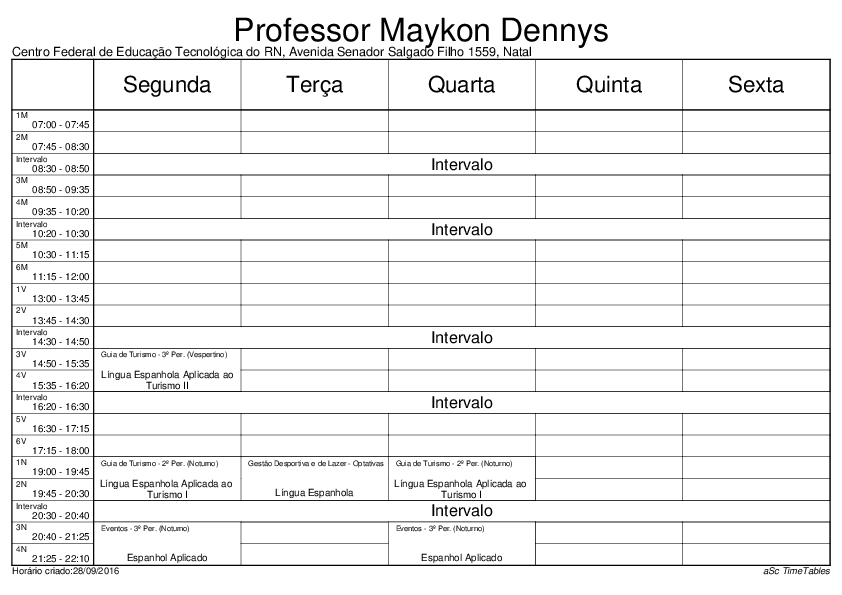 Professor Maykon Dennys
Centro Federal de Educação Tecnológica do RN, Avenida Senador Salgado Filho 1559, Natal
Segunda Terça Quarta Quinta Sexta
1M
07:00 - 07:45
2M
07:45 - 08:30
Intervalo
08:30 - 08:50
Intervalo
3M
08:50 - 09:35
4M
09:35 - 10:20
Intervalo
10:20 - 10:30
Intervalo
5M
10:30 - 11:15
6M
11:15 - 12:00
1V
13:00 - 13:45
2V
13:45 - 14:30
Intervalo
14:30 - 14:50
Intervalo
3V
14:50 - 15:35
Guia de Turismo - 3º Per. (Vespertino)
4V
15:35 - 16:20
Língua Espanhola Aplicada ao
Turismo II
Intervalo
16:20 - 16:30
Intervalo
5V
16:30 - 17:15
6V
17:15 - 18:00
1N
19:00 - 19:45
Guia de Turismo - 2º Per. (Noturno) Gestão Desportiva e de Lazer - Optativas Guia de Turismo - 2º Per. (Noturno)
2N
19:45 - 20:30
Língua Espanhola Aplicada ao
Turismo I
Língua Espanhola
Língua Espanhola Aplicada ao
Turismo I
Intervalo
20:30 - 20:40
Intervalo
3N
20:40 - 21:25
Eventos - 3º Per. (Noturno) Eventos - 3º Per. (Noturno)
4N
21:25 - 22:10
Espanhol Aplicado Espanhol Aplicado
Horário criado:28/09/2016 aSc TimeTables